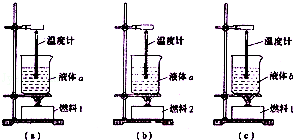 温度计 温度计 温度计
液体a 液体a 液体b
燃料1 燃料2 燃料1
(a) (b) (c)